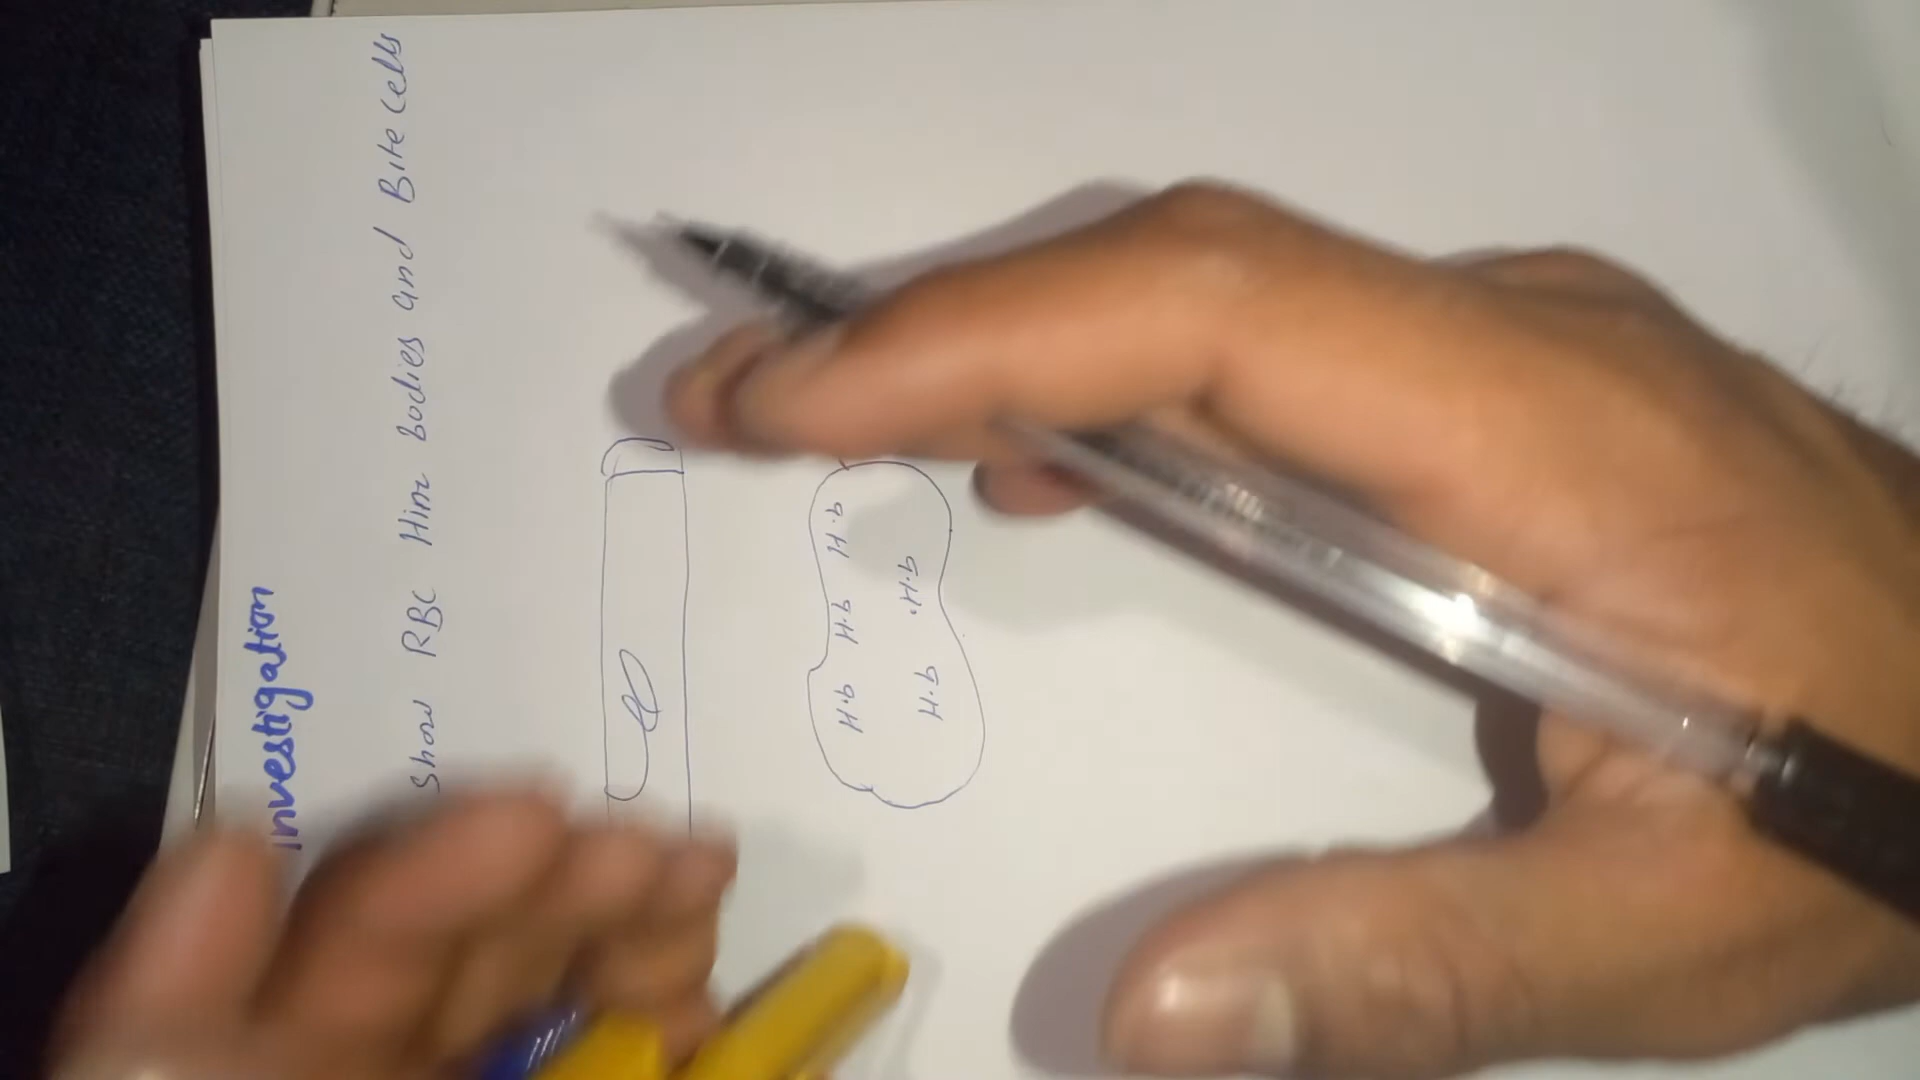 Investigation
Show RBC Hinz bodies and Bite Cells
H.b H.b H.b
H.b H.b